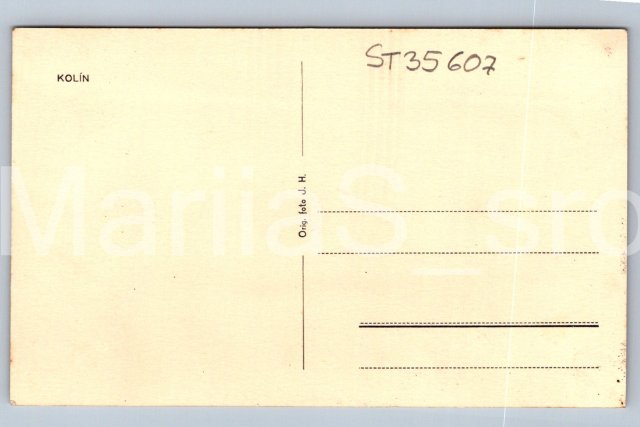 KOLÍN
ST35607
Orig. foto J. H.
MariiaS_sro